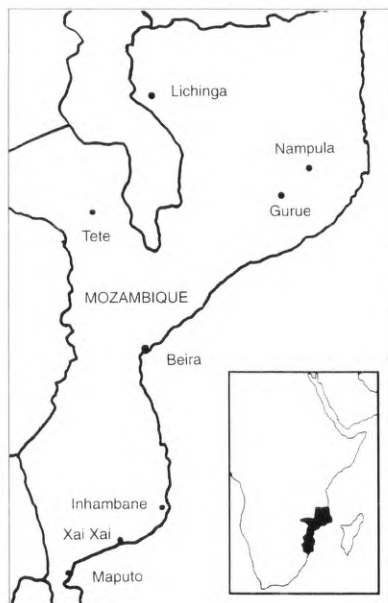 Lichinga
Nampula
Gurue
Tete
MOZAMBIQUE
Beira
Inhambane
Xai Xai
Maputo